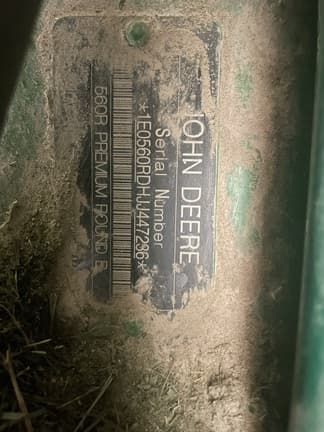 JOHN DEERE
Serial Number
*1E0560RDHJJ447286*
560R PREMIUM ROUND B